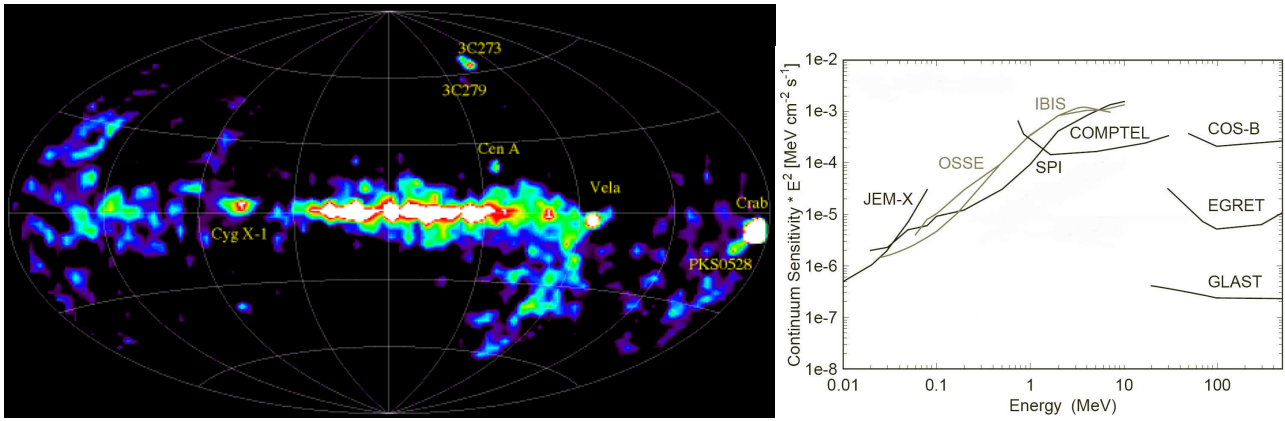 3C273
3C279
Cen A
Vela
Crab
Cyg X-1
PKS0528
Continuum Sensitivity * E² [MeV cm⁻² s⁻¹]
1e-2
1e-3
1e-4
1e-5
1e-6
1e-7
1e-8
IBIS
COMPTEL
COS-B
OSSE
SPI
JEM-X
EGRET
GLAST
0.01
0.1
1
10
100
Energy (MeV)